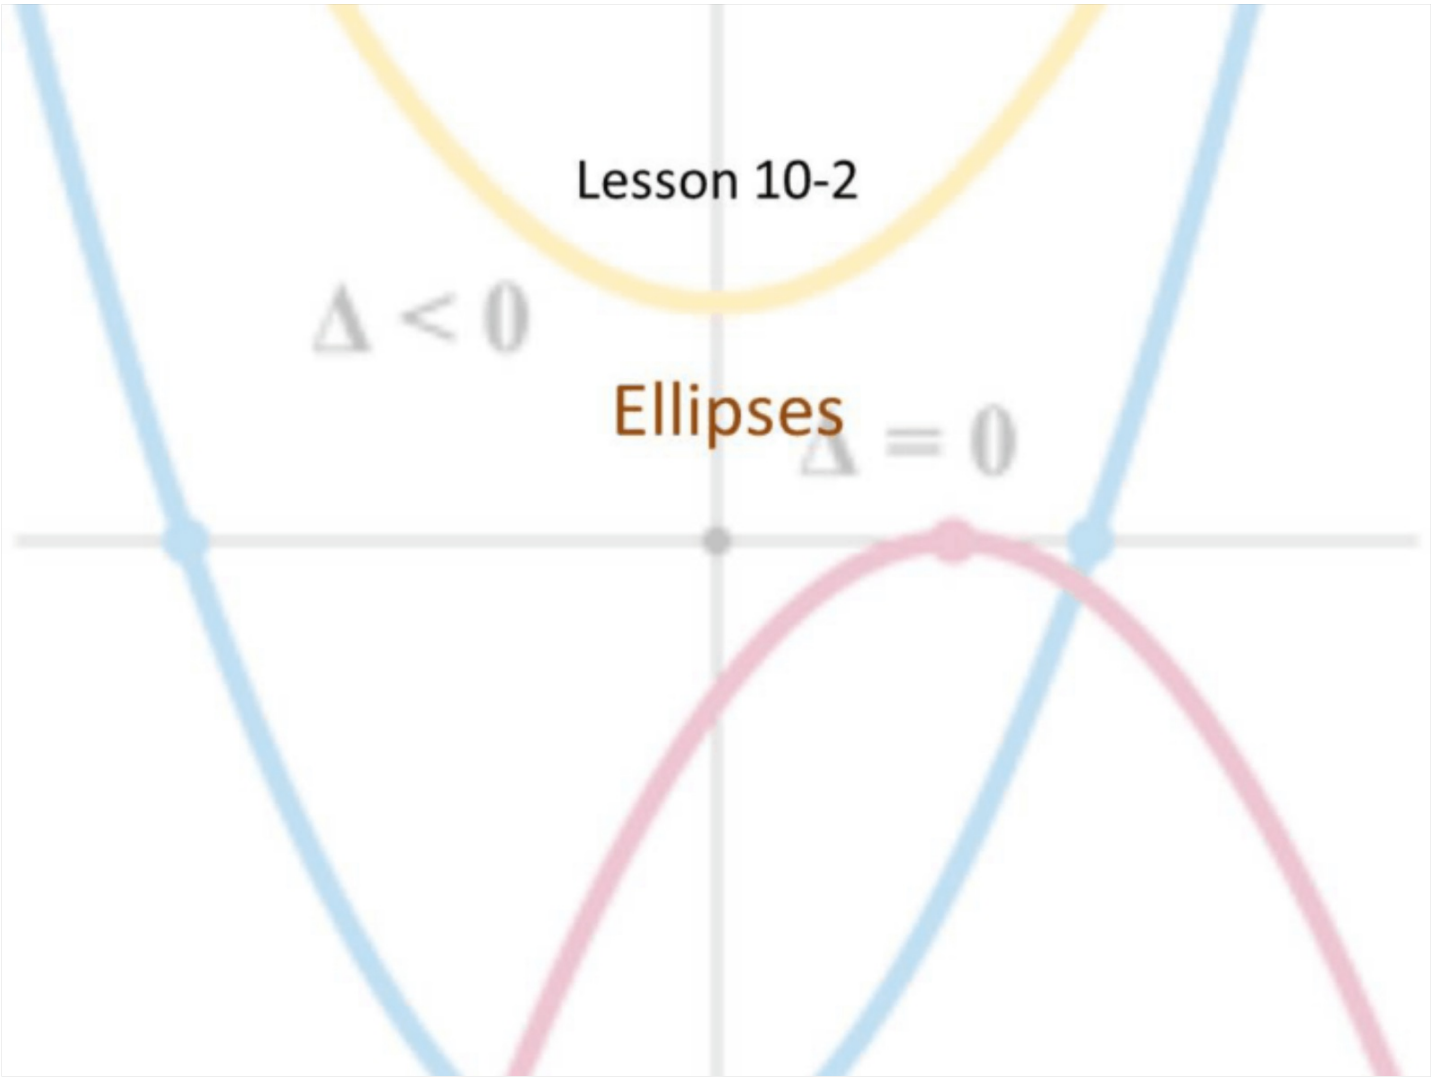 Lesson 10-2
Δ < 0
Ellipses
Δ = 0